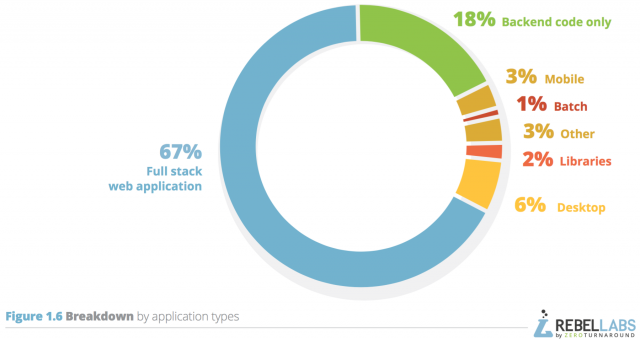 18% Backend code only
3% Mobile
1% Batch
3% Other
2% Libraries
6% Desktop
67%
Full stack
web application
Figure 1.6 Breakdown by application types
REBELLABS
by ZEROTURNAROUND